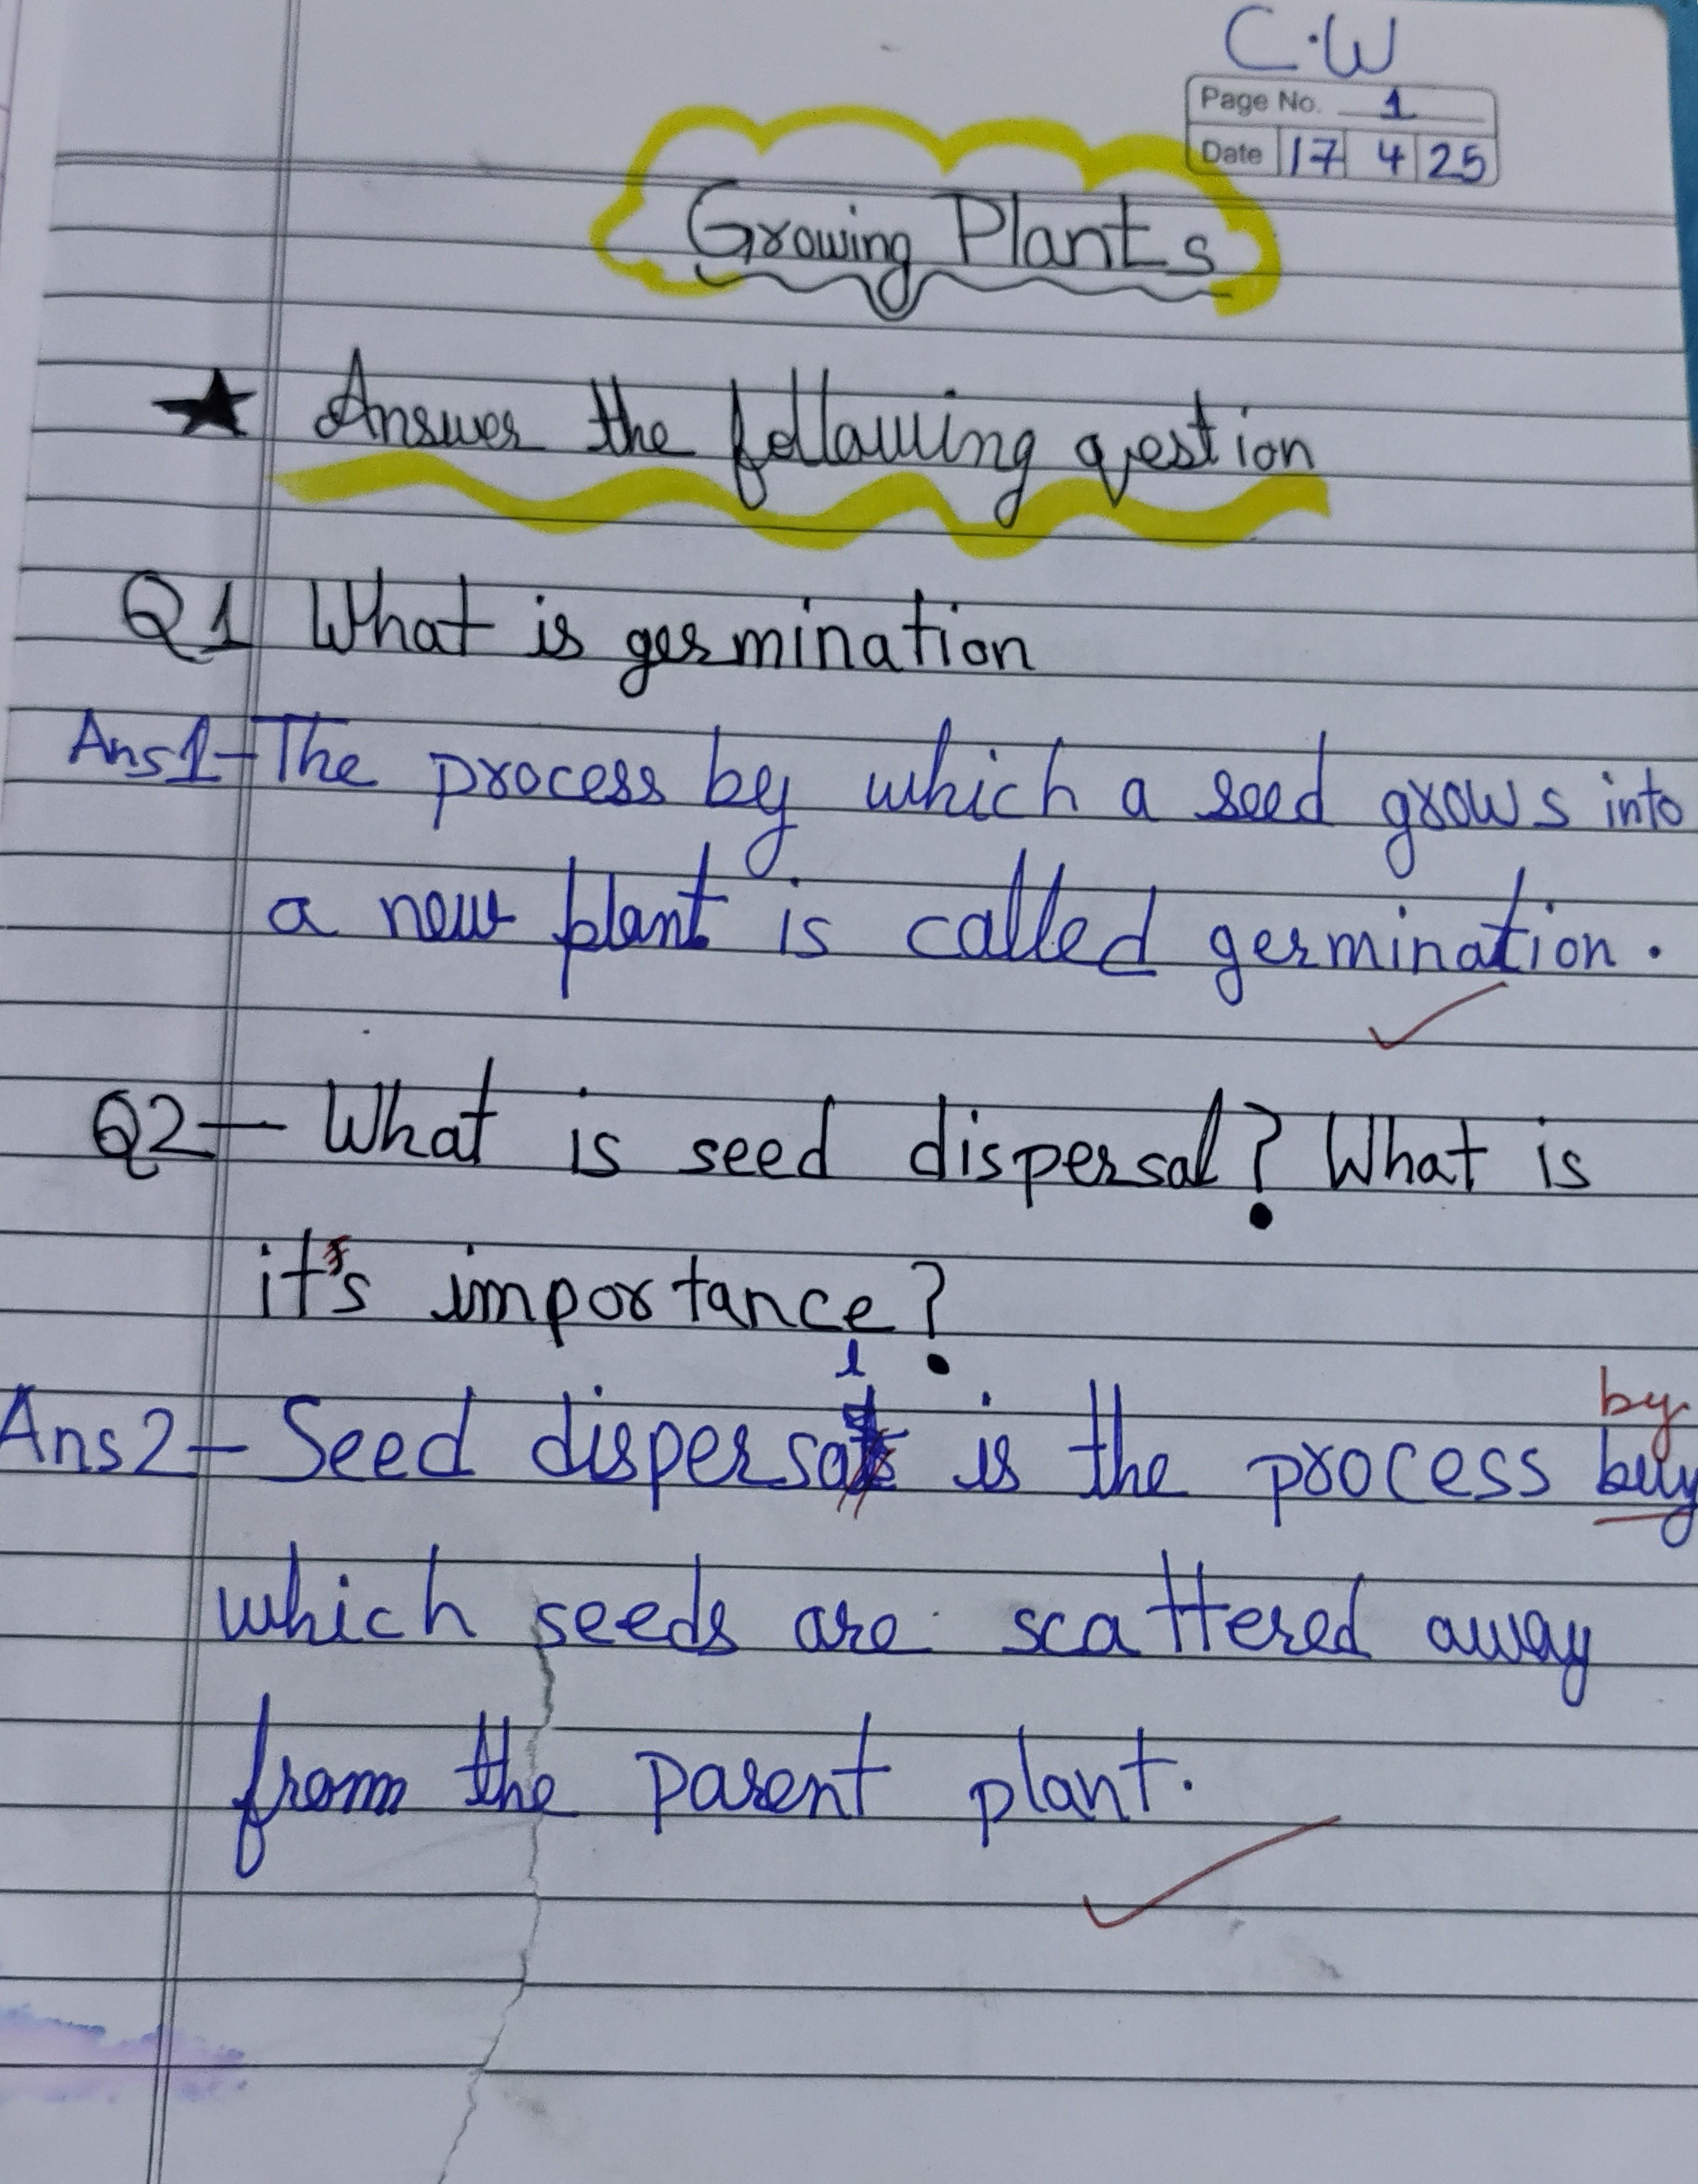 C.W
Page No. 1
Date 17 4 25
Growing Plants
★ Answer the following qestion
Q1 What is germination
Ans1-The process by which a seed grows into
a new plant is called germination.
Q2- What is seed dispersal? What is
it's importance?
l
by
Ans2- Seed dispersa is the process buy
which seeds are scattered away
from the parent plant.